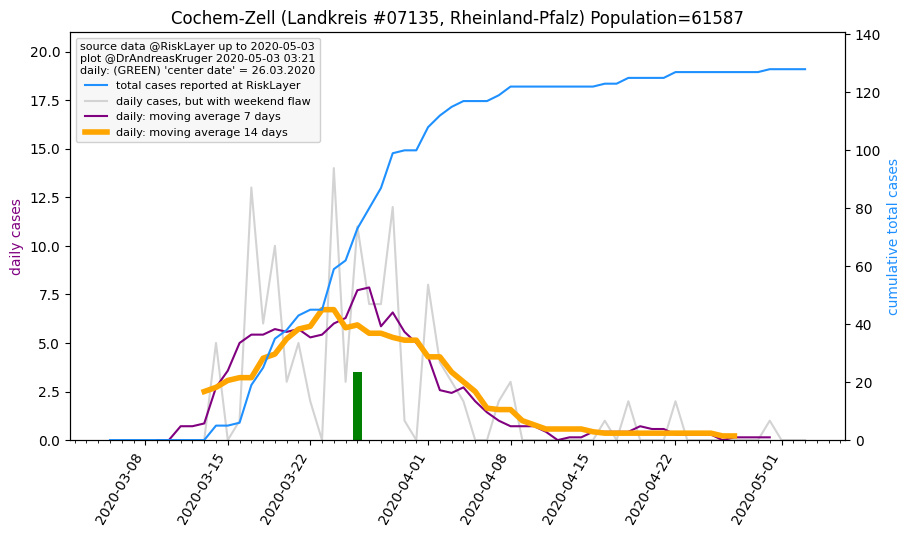 Cochem-Zell (Landkreis #07135, Rheinland-Pfalz) Population=61587
source data @RiskLayer up to 2020-05-03
plot @DrAndreasKruger 2020-05-03 03:21
daily: (GREEN) 'center date' = 26.03.2020
total cases reported at RiskLayer
daily cases, but with weekend flaw
daily: moving average 7 days
daily: moving average 14 days
daily cases
20.0
17.5
15.0
12.5
10.0
7.5
5.0
2.5
0.0
140
120
100
80
60
40
20
0
cumulative total cases
2020-03-08
2020-03-15
2020-03-22
2020-04-01
2020-04-08
2020-04-15
2020-04-22
2020-05-01